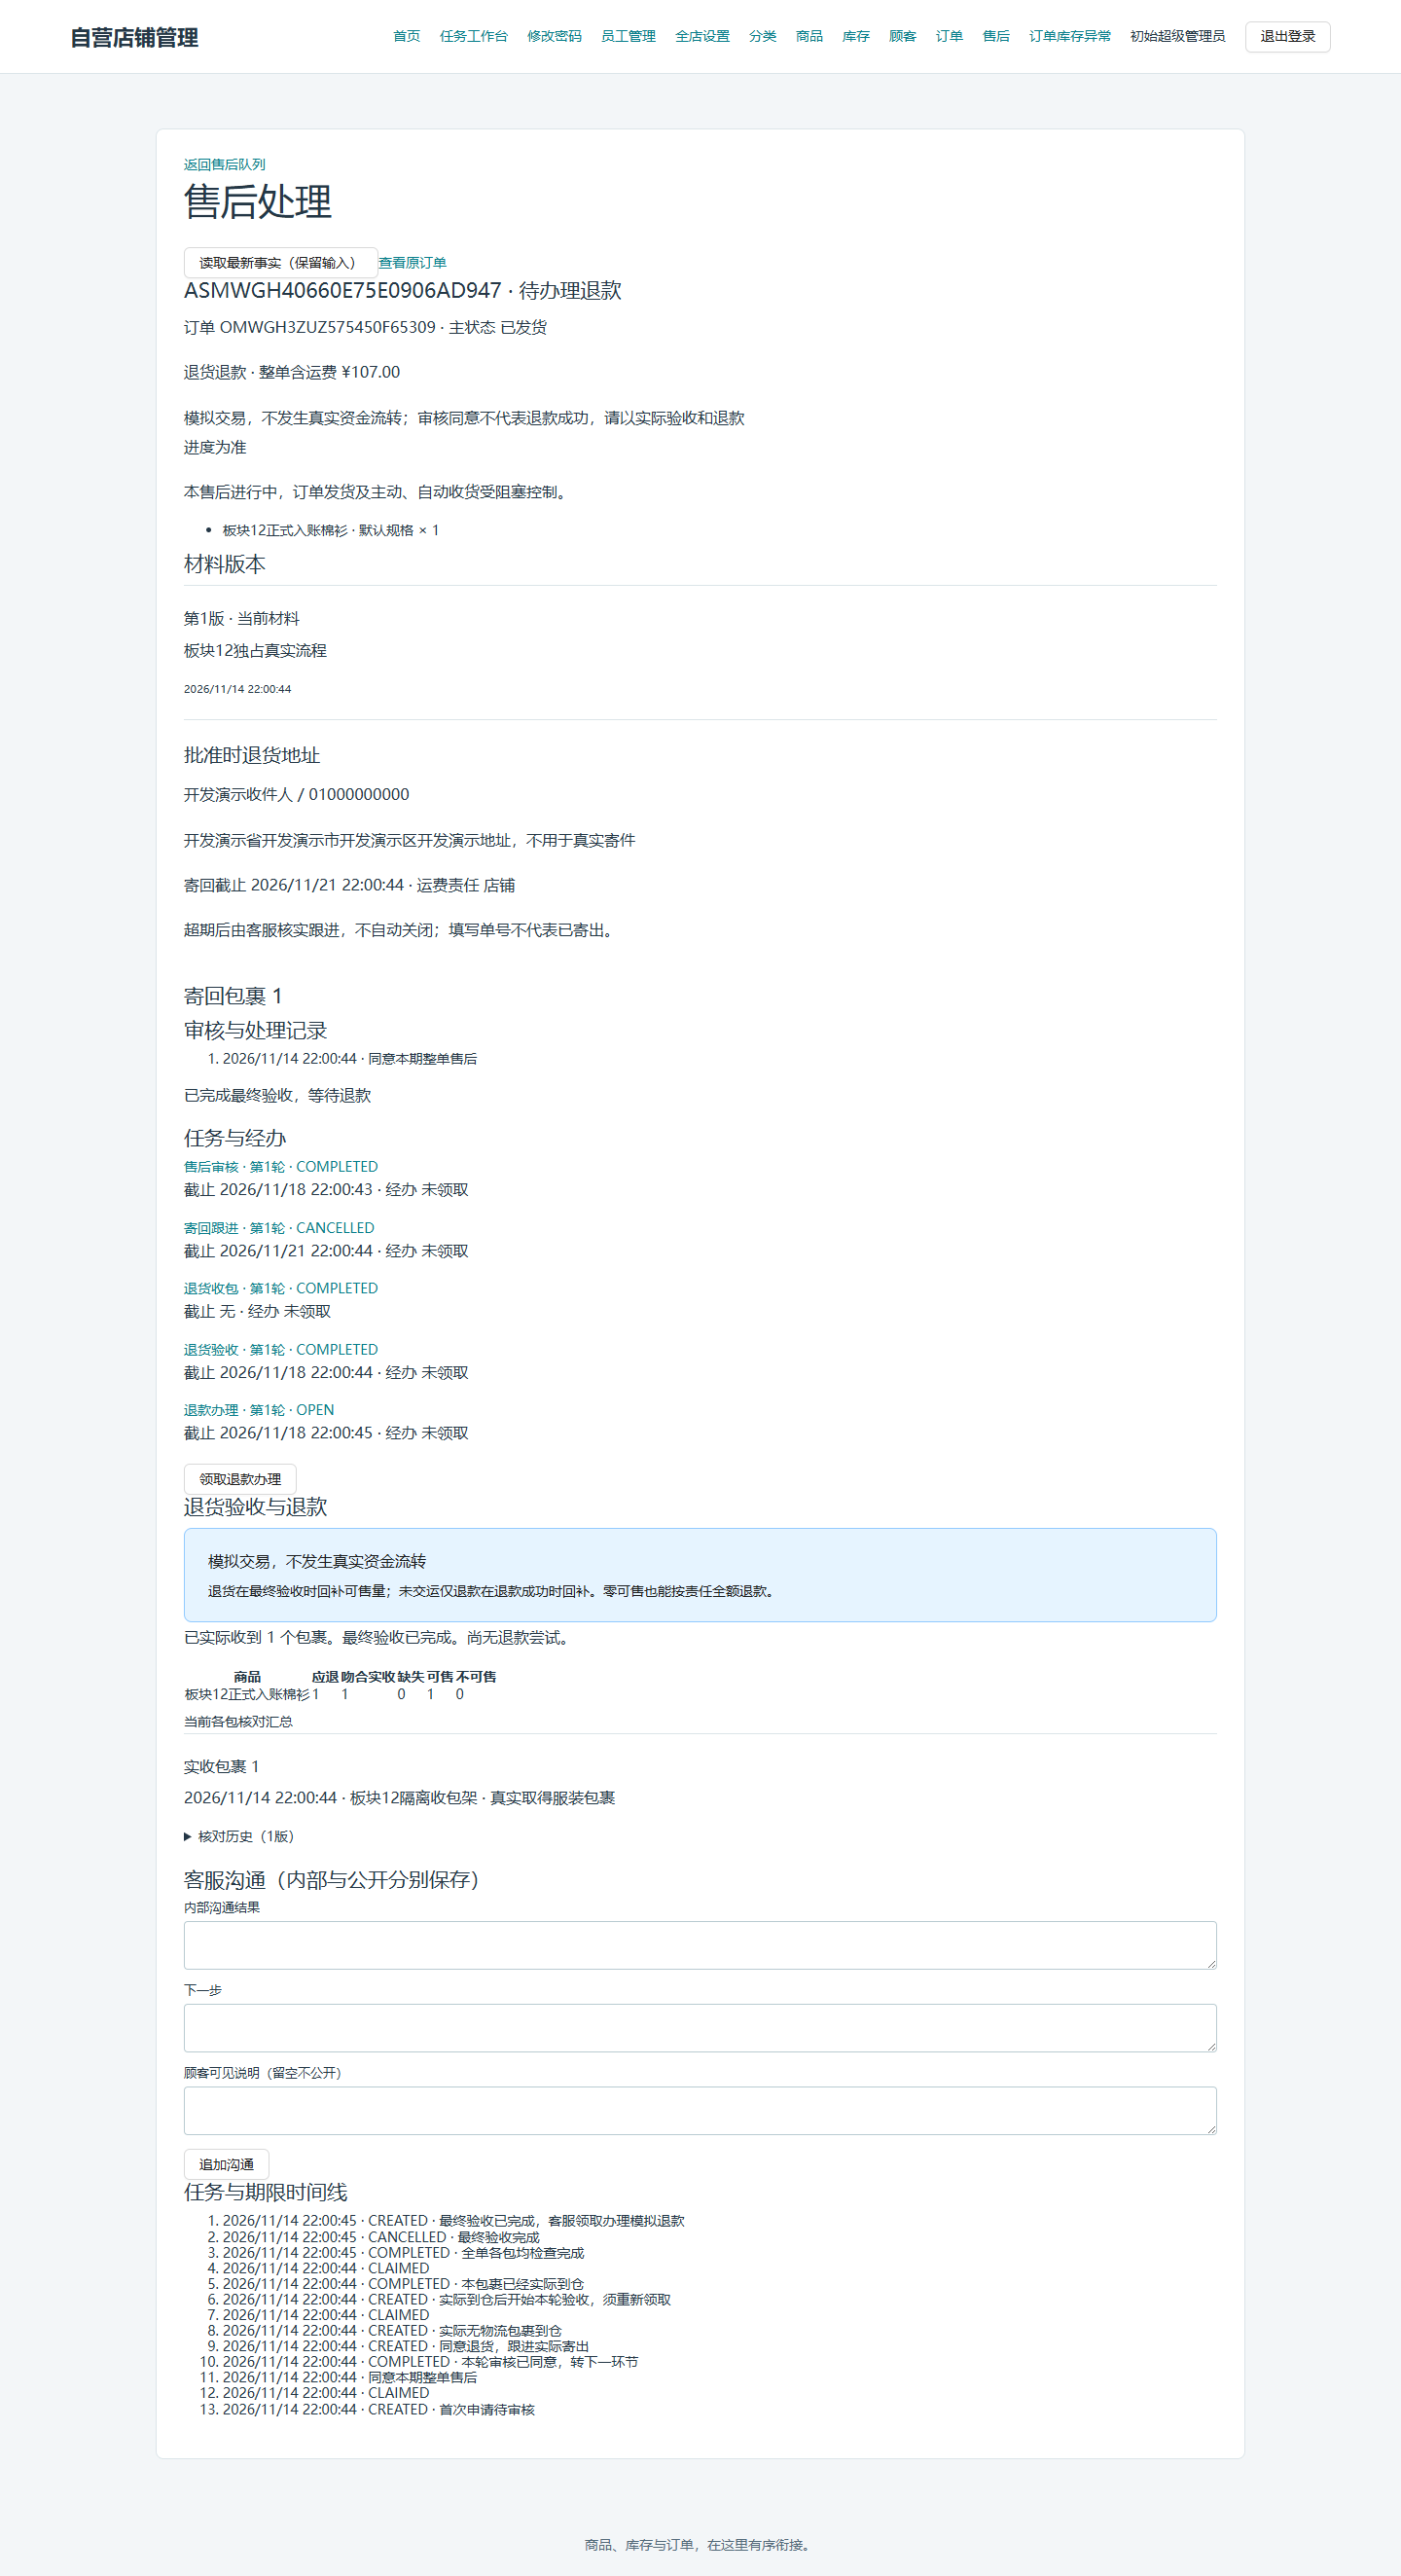 自营店铺管理
首页 任务工作台 修改密码 员工管理 全店设置 分类 商品 库存 顾客 订单 售后 订单库存异常 初始超级管理员 退出登录
返回售后队列
售后处理
读取最新事实（保留输入） 查看原订单
ASMWGH40660E75E0906AD947 · 待办理退款
订单 OMWGH3ZUZ575450F65309 · 主状态 已发货
退货退款 · 整单含运费 ¥107.00
模拟交易，不发生真实资金流转；审核同意不代表退款成功，请以实际验收和退款
进度为准
本售后进行中，订单发货及主动、自动收货受阻塞控制。
• 板块12正式入账棉衫 · 默认规格 × 1
材料版本
第1版 · 当前材料
板块12独占真实流程
2026/11/14 22:00:44
批准时退货地址
开发演示收件人 / 01000000000
开发演示省开发演示市开发演示区开发演示地址，不用于真实寄件
寄回截止 2026/11/21 22:00:44 · 运费责任 店铺
超期后由客服核实跟进，不自动关闭；填写单号不代表已寄出。
寄回包裹 1
审核与处理记录
1. 2026/11/14 22:00:44 · 同意本期整单售后
已完成最终验收，等待退款
任务与经办
售后审核 · 第1轮 · COMPLETED
截止 2026/11/18 22:00:43 · 经办 未领取
寄回跟进 · 第1轮 · CANCELLED
截止 2026/11/21 22:00:44 · 经办 未领取
退货收包 · 第1轮 · COMPLETED
截止 无 · 经办 未领取
退货验收 · 第1轮 · COMPLETED
截止 2026/11/18 22:00:44 · 经办 未领取
退款办理 · 第1轮 · OPEN
截止 2026/11/18 22:00:45 · 经办 未领取
领取退款办理
退货验收与退款
模拟交易，不发生真实资金流转
退货在最终验收时回补可售量；未交运仅退款在退款成功时回补。零可售也能按责任全额退款。
已实际收到 1 个包裹。最终验收已完成。尚无退款尝试。
商品 应退 吻合实收 缺失 可售 不可售
板块12正式入账棉衫 1 1 0 1 0
当前各包核对汇总
实收包裹 1
2026/11/14 22:00:44 · 板块12隔离收包架 · 真实取得服装包裹
▶ 核对历史（1版）
客服沟通（内部与公开分别保存）
内部沟通结果
下一步
顾客可见说明（留空不公开）
追加沟通
任务与期限时间线
1. 2026/11/14 22:00:45 · CREATED · 最终验收已完成，客服领取办理模拟退款
2. 2026/11/14 22:00:45 · CANCELLED · 最终验收完成
3. 2026/11/14 22:00:45 · COMPLETED · 全单各包均检查完成
4. 2026/11/14 22:00:44 · CLAIMED
5. 2026/11/14 22:00:44 · COMPLETED · 本包裹已经实际到仓
6. 2026/11/14 22:00:44 · CREATED · 实际到仓后开始本轮验收，须重新领取
7. 2026/11/14 22:00:44 · CLAIMED
8. 2026/11/14 22:00:44 · CREATED · 实际无物流包裹到仓
9. 2026/11/14 22:00:44 · CREATED · 同意退货，跟进实际寄出
10. 2026/11/14 22:00:44 · COMPLETED · 本轮审核已同意，转下一环节
11. 2026/11/14 22:00:44 · 同意本期整单售后
12. 2026/11/14 22:00:44 · CLAIMED
13. 2026/11/14 22:00:44 · CREATED · 首次申请待审核
商品、库存与订单，在这里有序衔接。